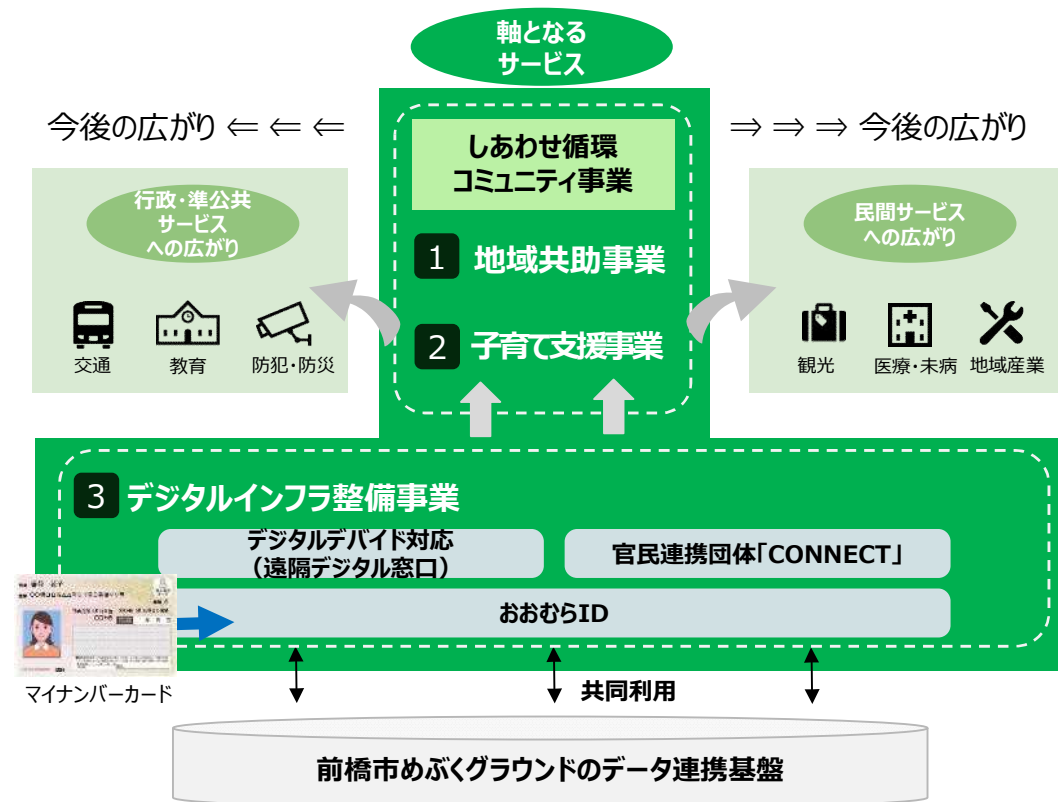 軸となる
サービス
今後の広がり ⇐ ⇐ ⇐
⇒ ⇒ ⇒ 今後の広がり
しあわせ循環
コミュニティ事業
行政・準公共
サービス
への広がり
民間サービス
への広がり
1 地域共助事業
2 子育て支援事業
交通
教育
防犯・防災
観光
医療・未病
地域産業
3 デジタルインフラ整備事業
デジタルデバイド対応
（遠隔デジタル窓口）
官民連携団体「CONNECT」
おおむらID
マイナンバーカード
共同利用
前橋市めぶくグラウンドのデータ連携基盤